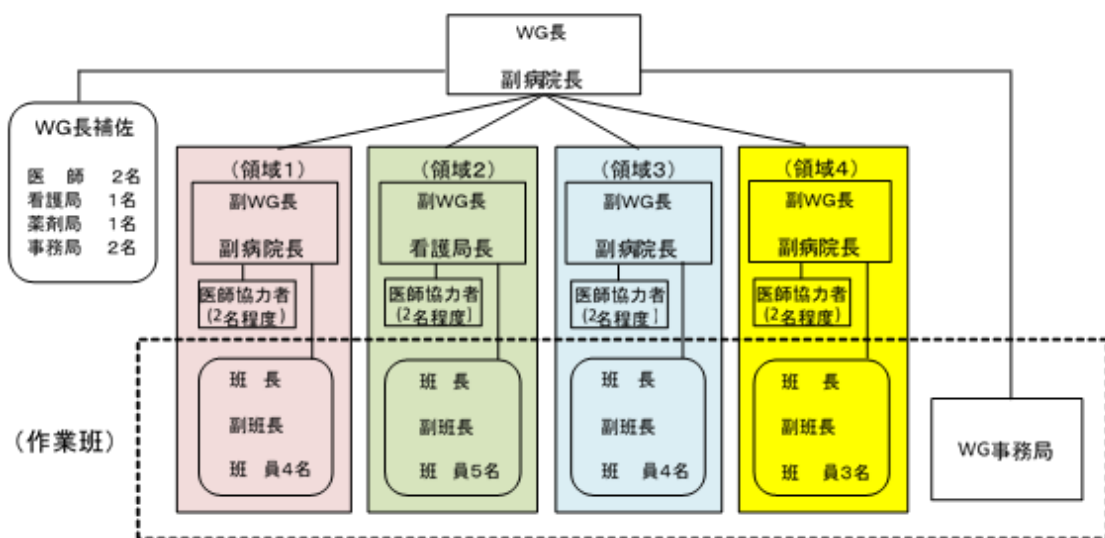 WG長
副病院長
WG長補佐
医　師　2名
看護局　1名
薬剤局　1名
事務局　2名
(領域1)
副WG長
副病院長
医師協力者
(2名程度)
班　長
副班長
班　員4名
(領域2)
副WG長
看護局長
医師協力者
(2名程度)
班　長
副班長
班　員5名
(領域3)
副WG長
副病院長
医師協力者
(2名程度)
班　長
副班長
班　員4名
(領域4)
副WG長
副病院長
医師協力者
(2名程度)
班　長
副班長
班　員3名
(作業班)
WG事務局